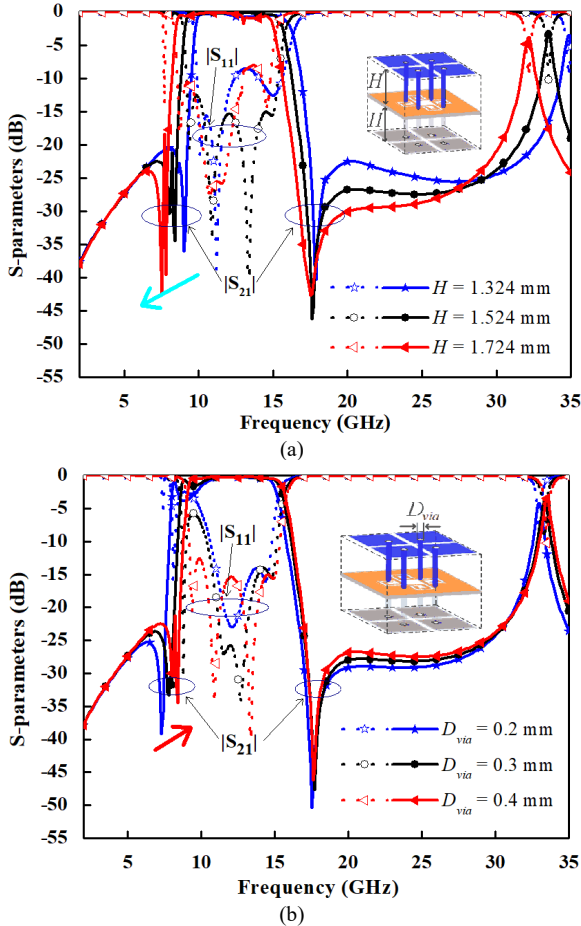 0
-5
-10
-15
-20
-25
-30
-35
-40
-45
-50
-55
S-parameters (dB)
|S11|
|S21|
H
H
H = 1.324 mm
H = 1.524 mm
H = 1.724 mm
5 10 15 20 25 30 35
Frequency (GHz)
(a)
0
-5
-10
-15
-20
-25
-30
-35
-40
-45
-50
-55
S-parameters (dB)
|S11|
|S21|
Dvia
Dvia = 0.2 mm
Dvia = 0.3 mm
Dvia = 0.4 mm
5 10 15 20 25 30 35
Frequency (GHz)
(b)